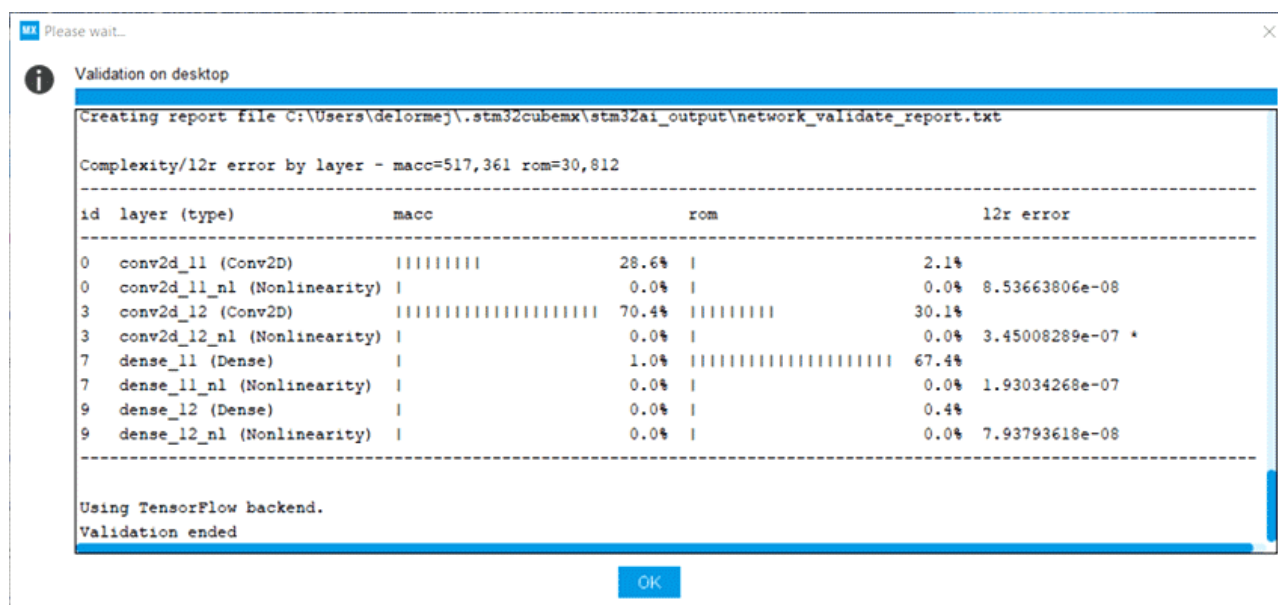 MX Please wait...
Validation on desktop
Creating report file C:\Users\delormej\.stm32cubemx\stm32ai_output\network_validate_report.txt
Complexity/l2r error by layer - macc=517,361 rom=30,812
--------------------------------------------------------------------------------
id layer (type) macc rom l2r error
--------------------------------------------------------------------------------
0 conv2d_11 (Conv2D) ||||||||| 28.6% | 2.1%
0 conv2d_11_nl (Nonlinearity) | 0.0% | 0.0% 8.53663806e-08
3 conv2d_12 (Conv2D) ||||||||||||||||||||| 70.4% ||||||||| 30.1%
3 conv2d_12_nl (Nonlinearity) | 0.0% | 0.0% 3.45008289e-07 *
7 dense_11 (Dense) | 1.0% ||||||||||||||||||||| 67.4%
7 dense_11_nl (Nonlinearity) | 0.0% | 0.0% 1.93034268e-07
9 dense_12 (Dense) | 0.0% | 0.4%
9 dense_12_nl (Nonlinearity) | 0.0% | 0.0% 7.93793618e-08
--------------------------------------------------------------------------------
Using TensorFlow backend.
Validation ended
OK